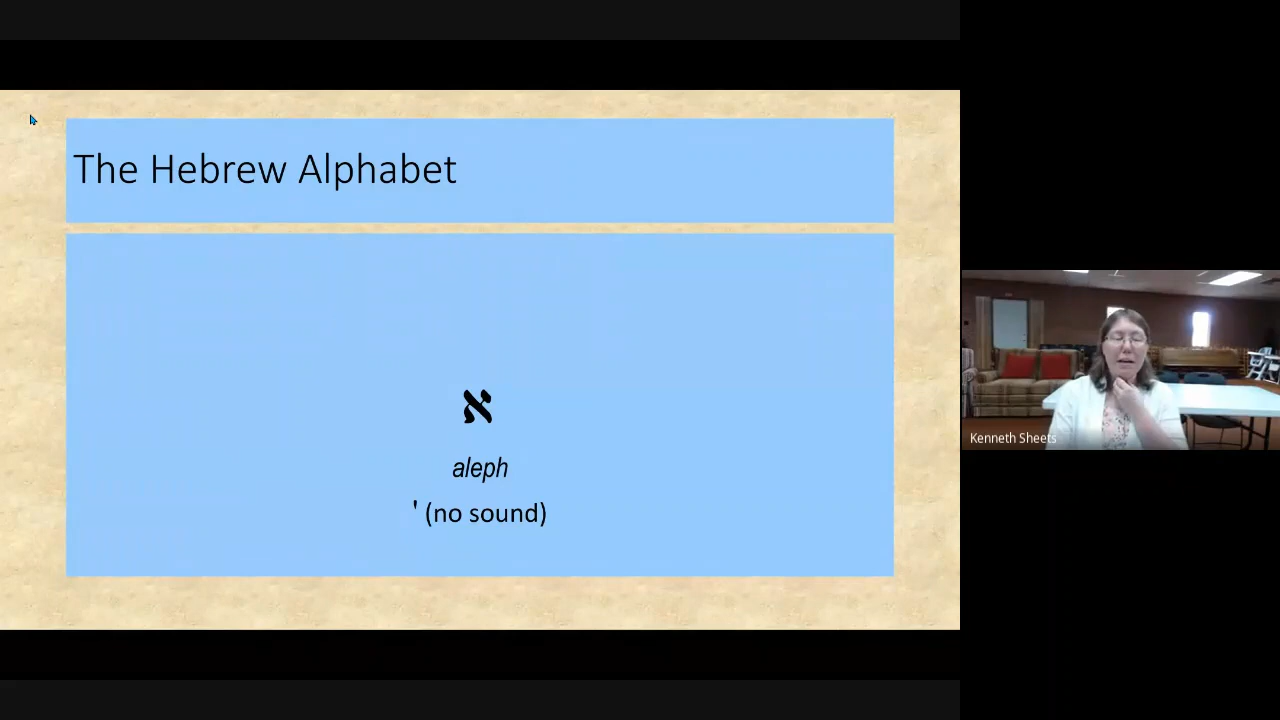 The Hebrew Alphabet
א
aleph
' (no sound)
Kenneth Sheets